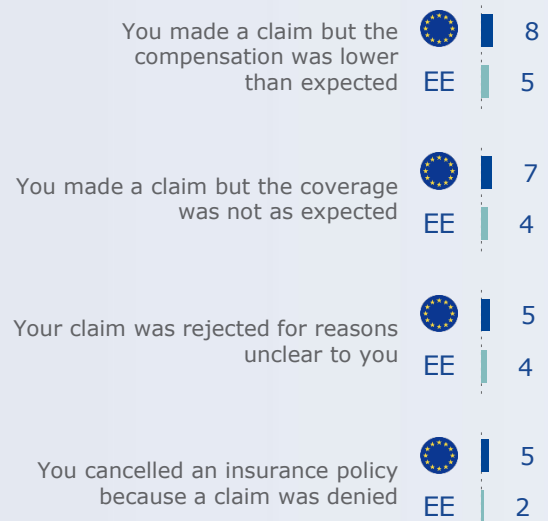 You made a claim but the
compensation was lower
than expected
8
EE 5
You made a claim but the coverage
was not as expected
7
EE 4
Your claim was rejected for reasons
unclear to you
5
EE 4
You cancelled an insurance policy
because a claim was denied
5
EE 2